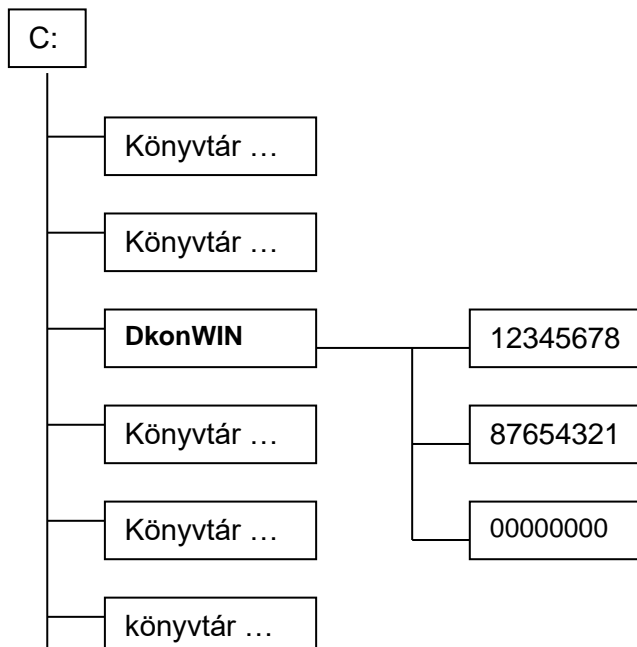 C:
Könyvtár …
Könyvtár …
DkonWIN
12345678
Könyvtár …
87654321
Könyvtár …
00000000
könyvtár …